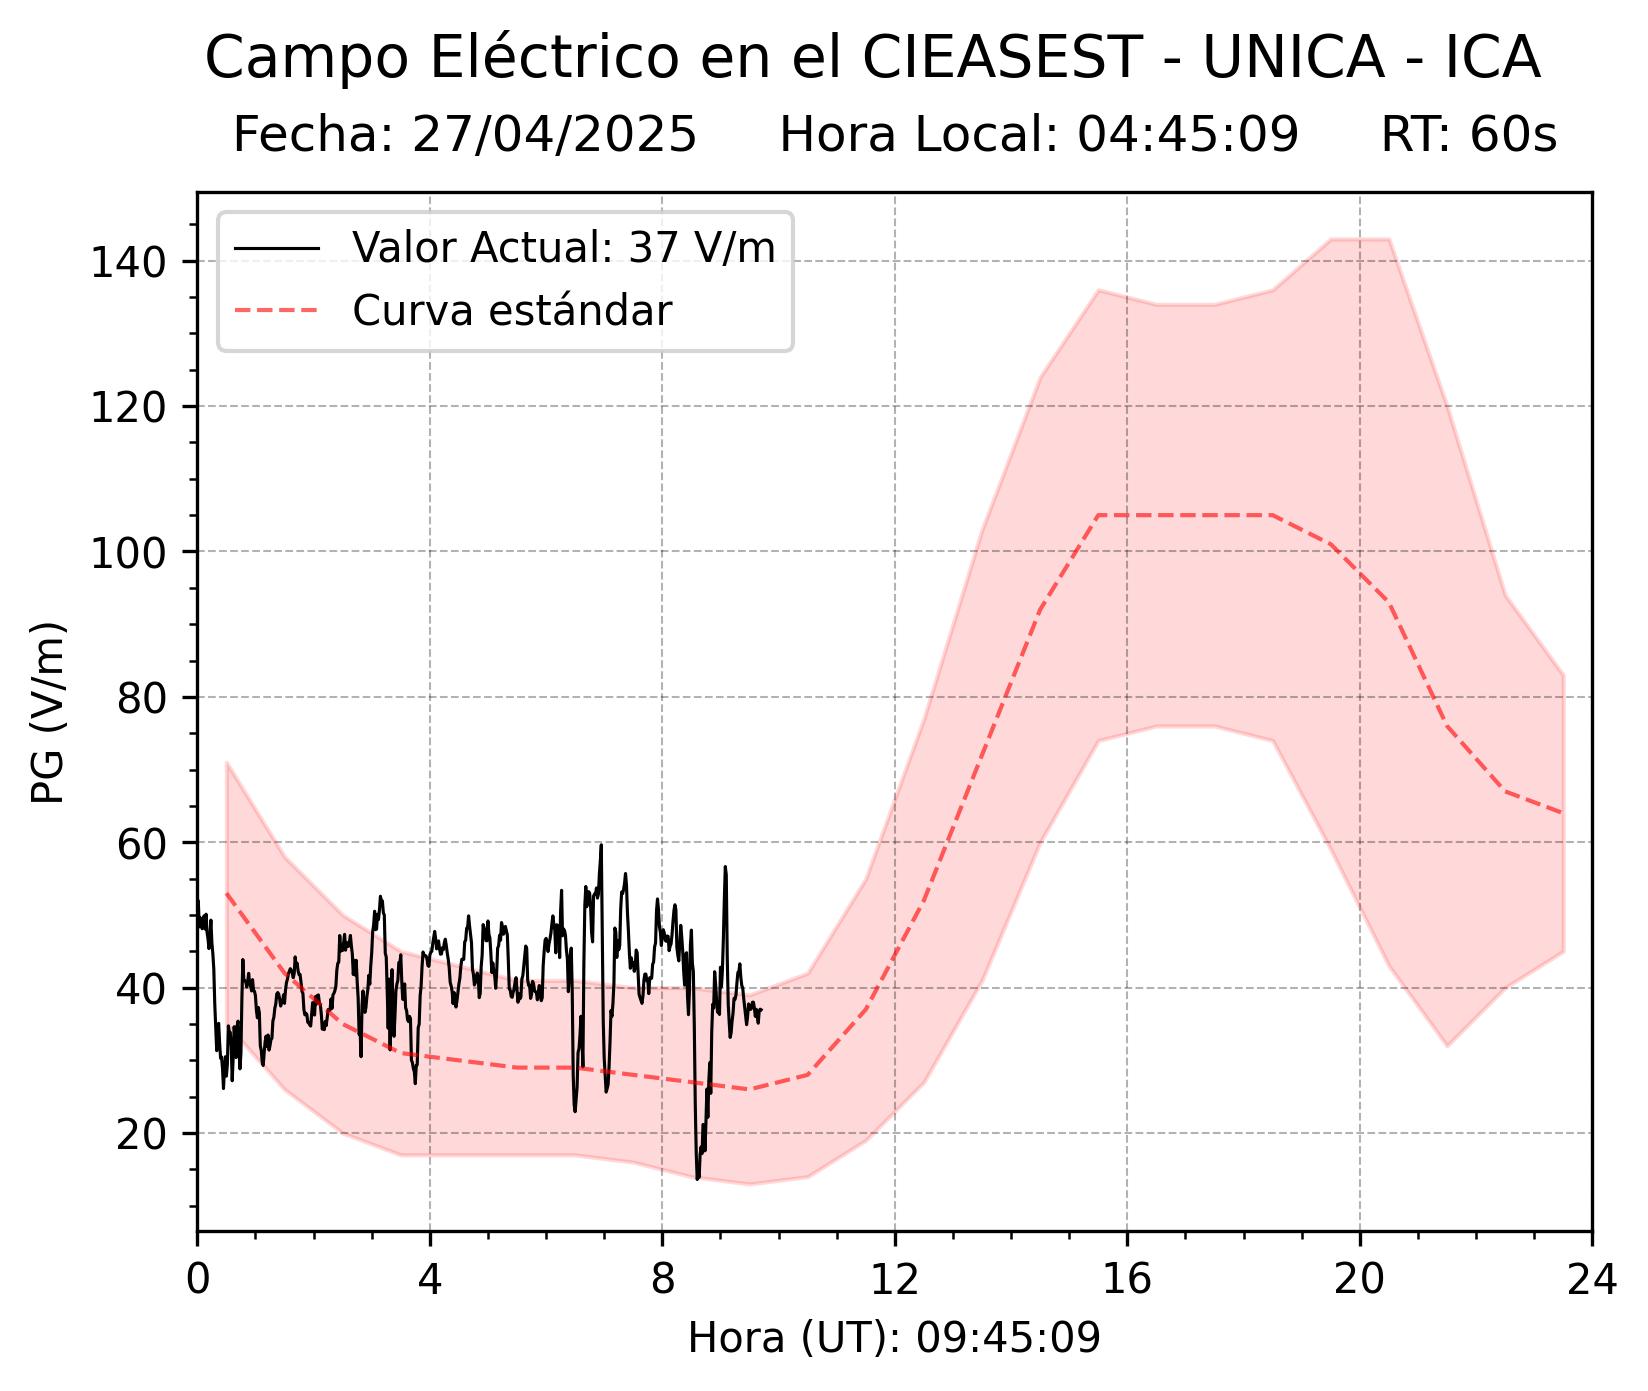 Campo Eléctrico en el CIEASEST - UNICA - ICA
Fecha: 27/04/2025 Hora Local: 04:45:09 RT: 60s
Valor Actual: 37 V/m
Curva estándar
PG (V/m)
140
120
100
80
60
40
20
0 4 8 12 16 20 24
Hora (UT): 09:45:09